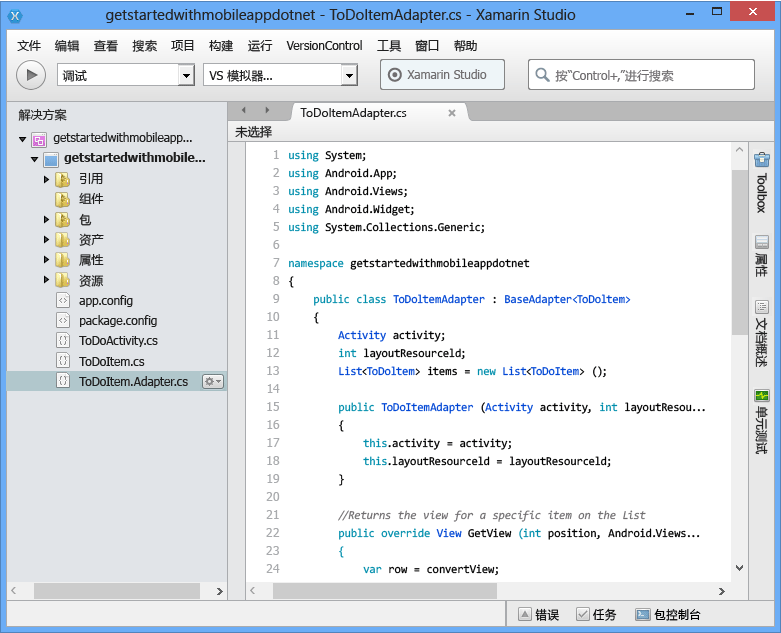 getstartedwithmobileappdotnet - ToDoItemAdapter.cs - Xamarin Studio
文件 编辑 查看 搜索 项目 构建 运行 VersionControl 工具 窗口 帮助
调试 VS 模拟器... Xamarin Studio 按“Control+,”进行搜索
解决方案
getstartedwithmobileapp...
getstartedwithmobile...
引用
组件
包
资产
属性
资源
app.config
package.config
ToDoActivity.cs
ToDoItem.cs
ToDoItem.Adapter.cs
ToDoItemAdapter.cs
未选择
1 using System;
2 using Android.App;
3 using Android.Views;
4 using Android.Widget;
5 using System.Collections.Generic;
6
7 namespace getstartedwithmobileappdotnet
8 {
9 public class ToDoItemAdapter : BaseAdapter<ToDoItem>
10 {
11 Activity activity;
12 int layoutResourceId;
13 List<ToDoItem> items = new List<ToDoItem> ();
14
15 public ToDoItemAdapter (Activity activity, int layoutResou...
16 {
17 this.activity = activity;
18 this.layoutResourceId = layoutResourceId;
19 }
20
21 //Returns the view for a specific item on the List
22 public override View GetView (int position, Android.Views...
23 {
24 var row = convertView;
Toolbox
属性
文档概述
单元测试
错误 任务 包控制台